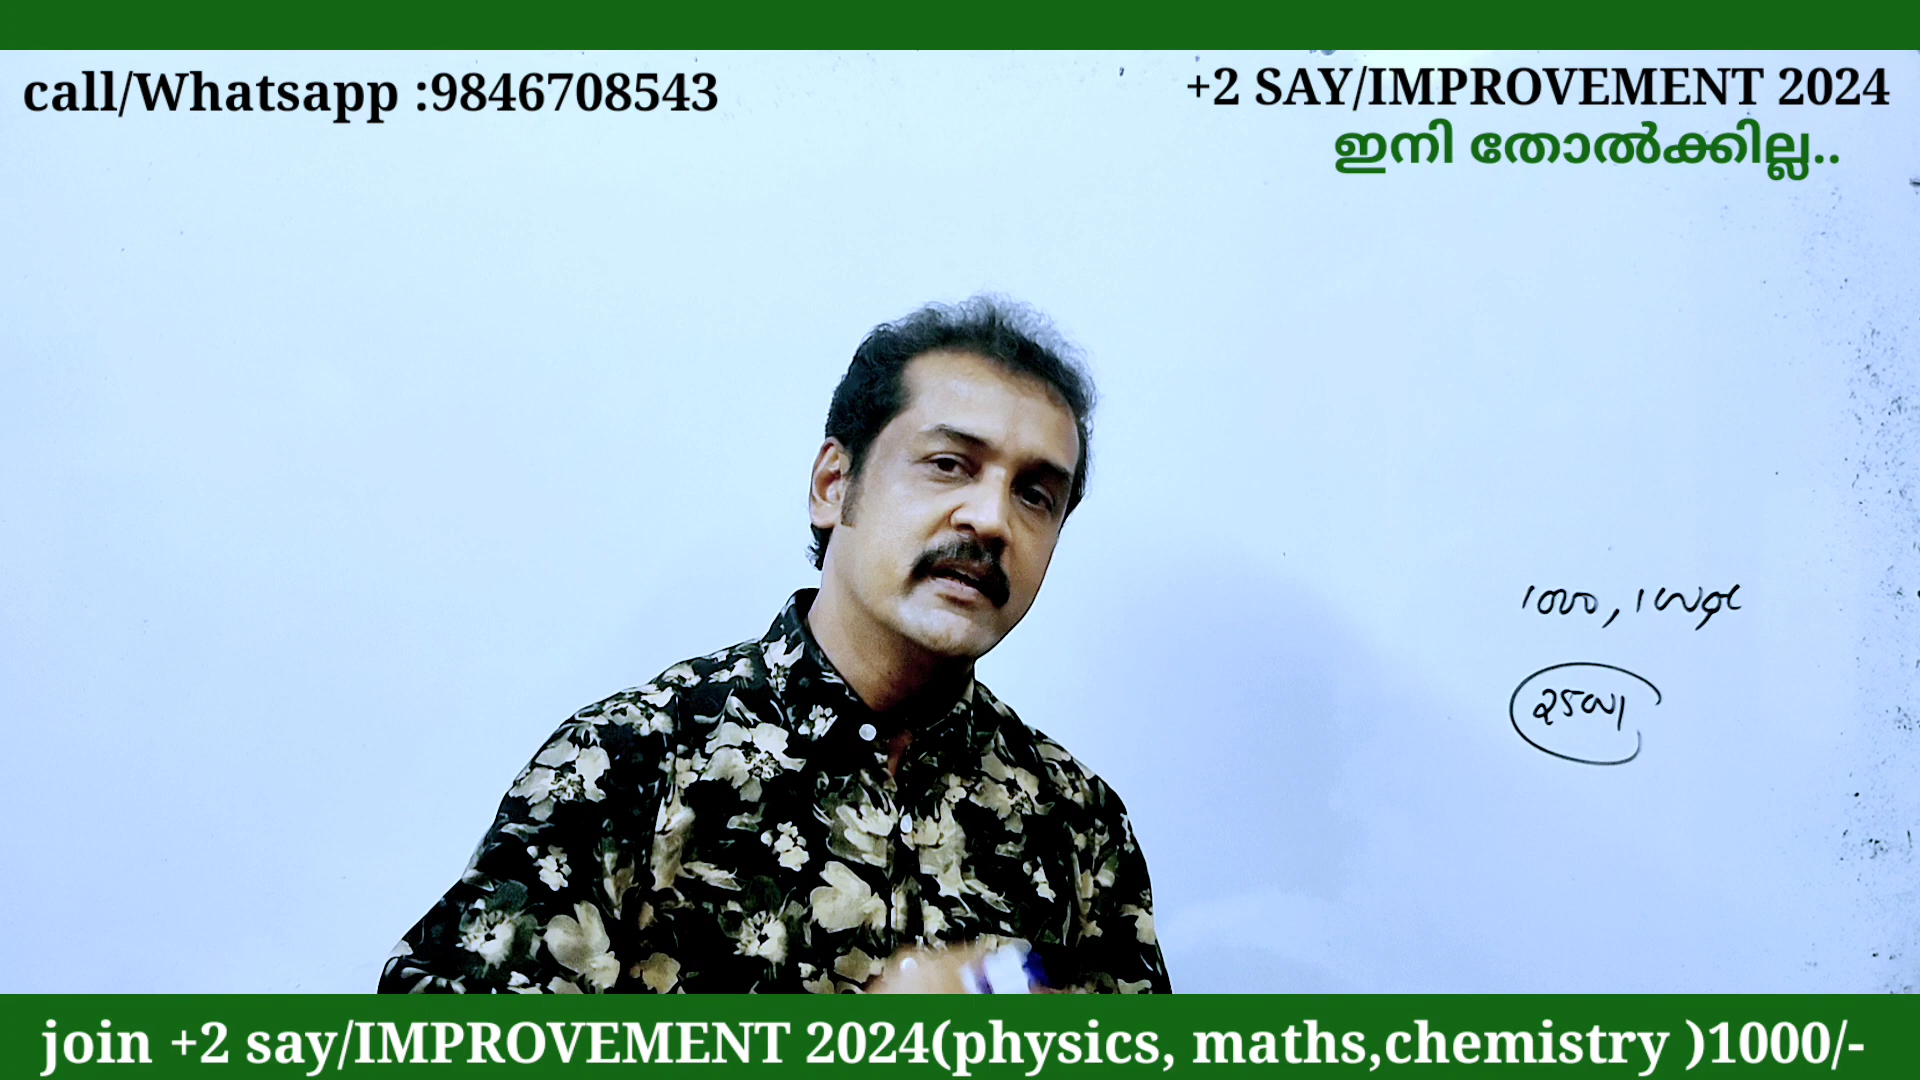 call/Whatsapp :9846708543
+2 SAY/IMPROVEMENT 2024
ഇനി തോൽക്കില്ല..
join +2 say/IMPROVEMENT 2024(physics, maths,chemistry )1000/-